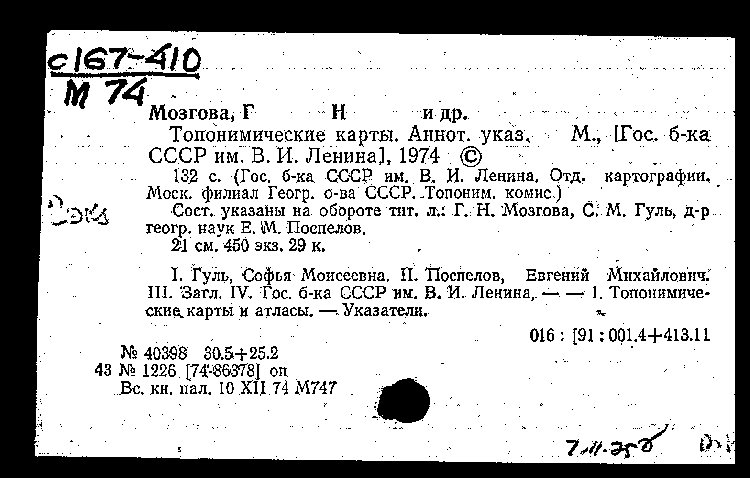 с167-410
М 74
Мозгова, Г Н и др.
Топонимические карты. Аннот. указ. М., [Гос. б-ка
СССР им. В. И. Ленина], 1974 ©
132 с. (Гос. б-ка СССР им. В. И. Ленина. Отд. картографии.
Моск. филиал Геогр. о-ва СССР. Топоним. комис.)
2 экз
Сост. указаны на обороте тит. л.: Г. Н. Мозгова, С. М. Гуль, д-р
геогр. наук Е. М. Поспелов.
21 см. 450 экз. 29 к.
I. Гуль, Софья Моисеевна. II. Поспелов, Евгений Михайлович.
III. Загл. IV. Гос. б-ка СССР им. В. И. Ленина. — — 1. Топонимиче-
ские карты и атласы. — Указатели.
016 : [91 : 001.4+413.11
№ 40398 30.5+25.2
43 № 1226 [74-86378] оп
Вс. кн. пал. 10 XII 74 М747